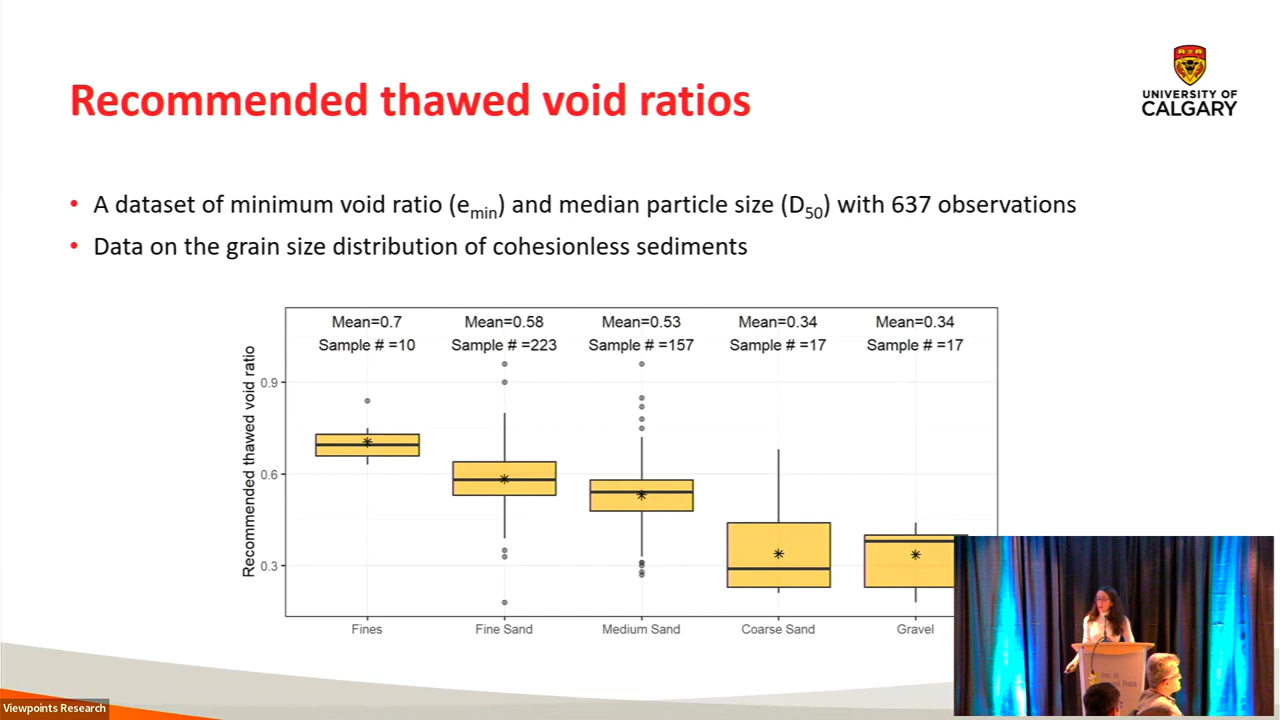 Recommended thawed void ratios
UNIVERSITY OF
CALGARY
• A dataset of minimum void ratio (emin) and median particle size (D50) with 637 observations
• Data on the grain size distribution of cohesionless sediments
Mean=0.7 Mean=0.58 Mean=0.53 Mean=0.34 Mean=0.34
Sample # =10 Sample # =223 Sample # =157 Sample # =17 Sample # =17
Recommended thawed void ratio
0.9
0.6
0.3
Fines Fine Sand Medium Sand Coarse Sand Gravel
Viewpoints Research